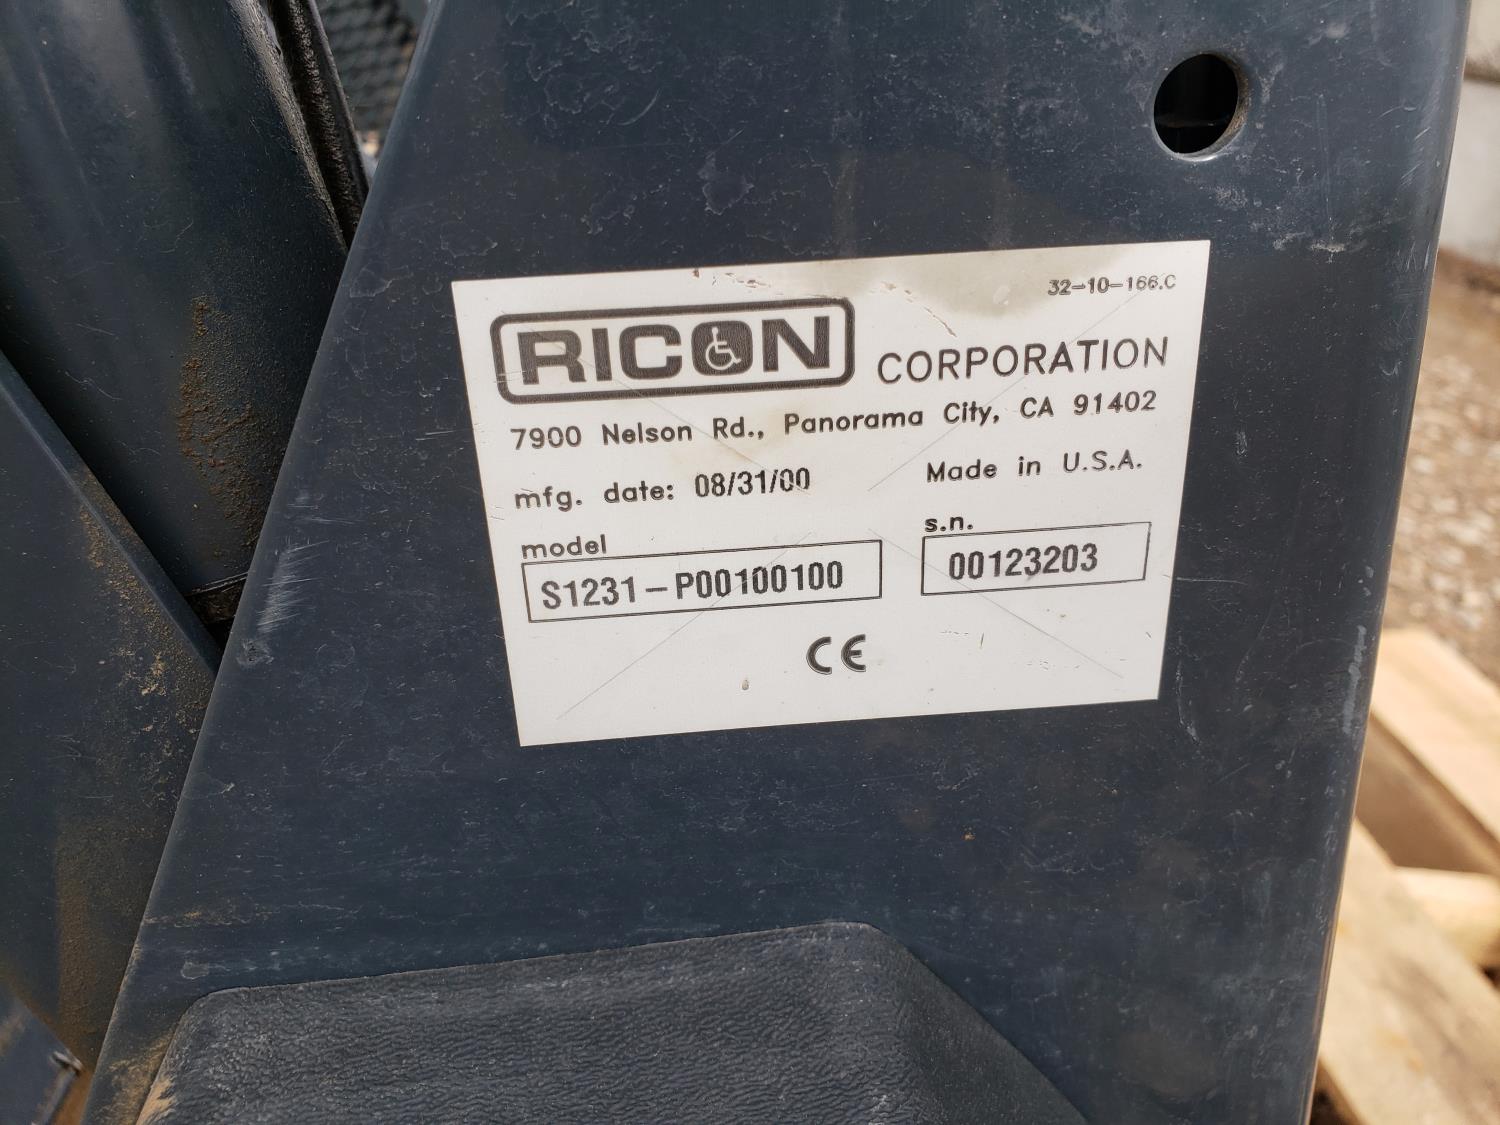 32-10-166.C
RICON CORPORATION
7900 Nelson Rd., Panorama City, CA 91402
mfg. date: 08/31/00 Made in U.S.A.
model s.n.
S1231-P00100100 00123203
CE